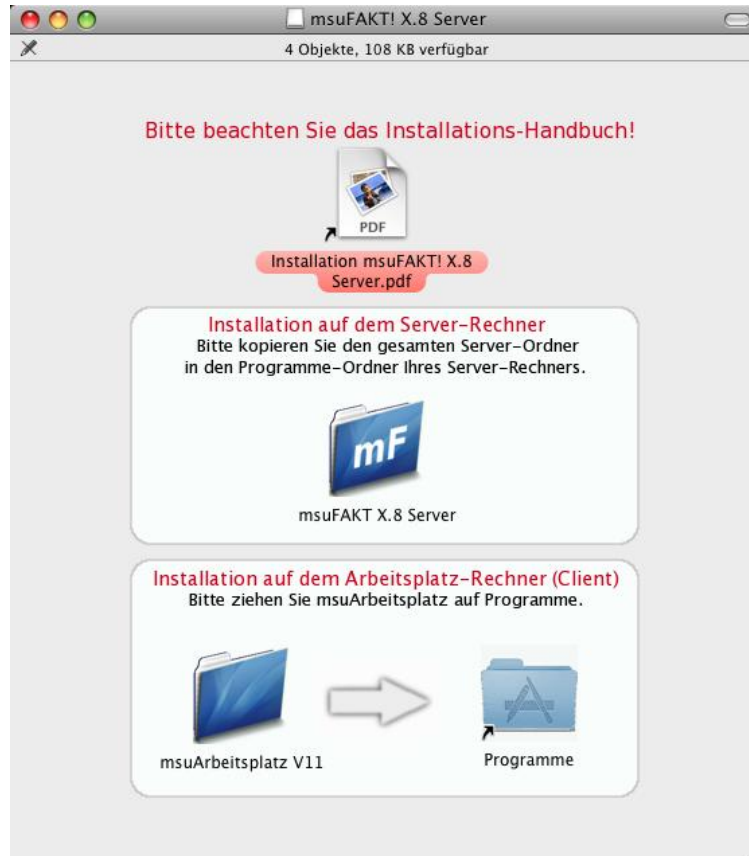 msuFAKT! X.8 Server
4 Objekte, 108 KB verfügbar
Bitte beachten Sie das Installations-Handbuch!
PDF
Installation msuFAKT! X.8
Server.pdf
Installation auf dem Server-Rechner
Bitte kopieren Sie den gesamten Server-Ordner
in den Programme-Ordner Ihres Server-Rechners.
mF
msuFAKT X.8 Server
Installation auf dem Arbeitsplatz-Rechner (Client)
Bitte ziehen Sie msuArbeitsplatz auf Programme.
msuArbeitsplatz V11
Programme